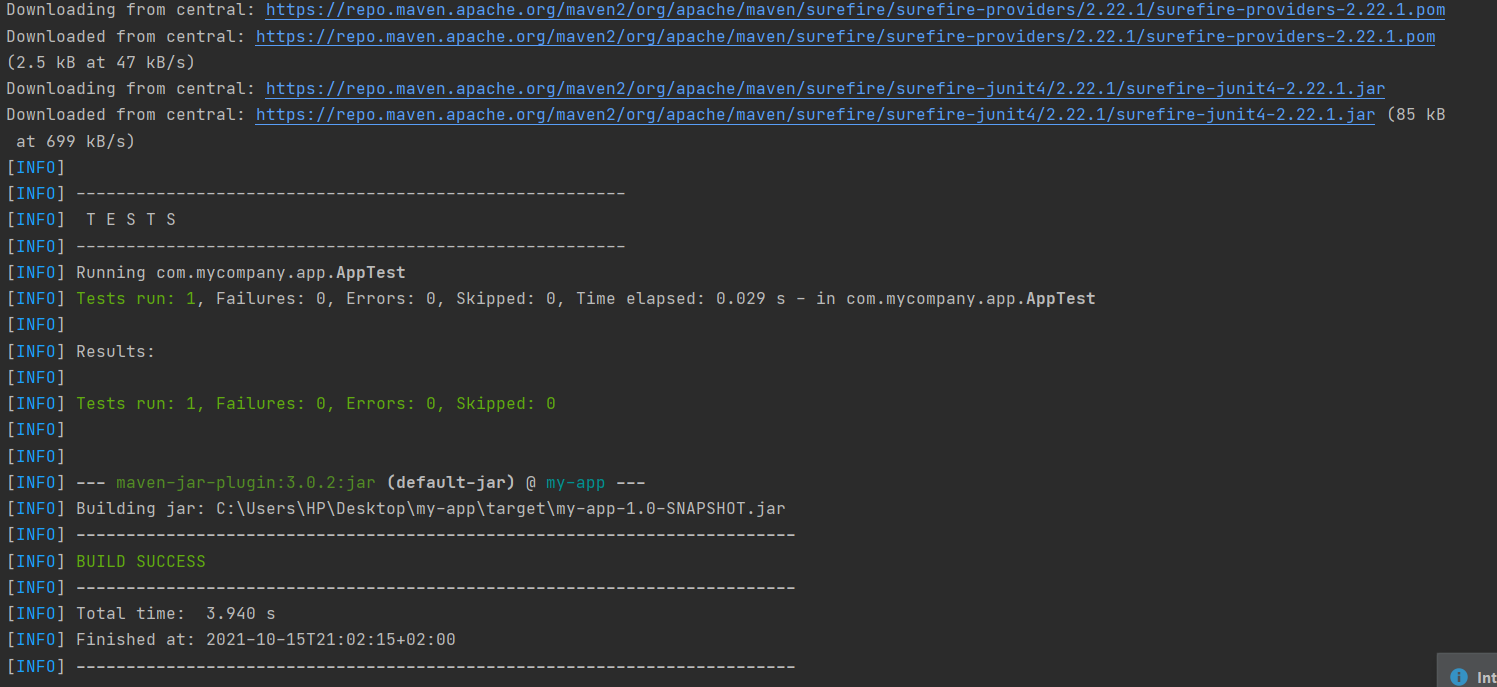 Downloading from central: https://repo.maven.apache.org/maven2/org/apache/maven/surefire/surefire-providers/2.22.1/surefire-providers-2.22.1.pom
Downloaded from central: https://repo.maven.apache.org/maven2/org/apache/maven/surefire/surefire-providers/2.22.1/surefire-providers-2.22.1.pom
(2.5 kB at 47 kB/s)
Downloading from central: https://repo.maven.apache.org/maven2/org/apache/maven/surefire/surefire-junit4/2.22.1/surefire-junit4-2.22.1.jar
Downloaded from central: https://repo.maven.apache.org/maven2/org/apache/maven/surefire/surefire-junit4/2.22.1/surefire-junit4-2.22.1.jar (85 kB
 at 699 kB/s)
[INFO]
[INFO] -------------------------------------------------------
[INFO]  T E S T S
[INFO] -------------------------------------------------------
[INFO] Running com.mycompany.app.AppTest
[INFO] Tests run: 1, Failures: 0, Errors: 0, Skipped: 0, Time elapsed: 0.029 s - in com.mycompany.app.AppTest
[INFO]
[INFO] Results:
[INFO]
[INFO] Tests run: 1, Failures: 0, Errors: 0, Skipped: 0
[INFO]
[INFO]
[INFO] --- maven-jar-plugin:3.0.2:jar (default-jar) @ my-app ---
[INFO] Building jar: C:\Users\HP\Desktop\my-app\target\my-app-1.0-SNAPSHOT.jar
[INFO] ------------------------------------------------------------------------
[INFO] BUILD SUCCESS
[INFO] ------------------------------------------------------------------------
[INFO] Total time:  3.940 s
[INFO] Finished at: 2021-10-15T21:02:15+02:00
[INFO] ------------------------------------------------------------------------
Int